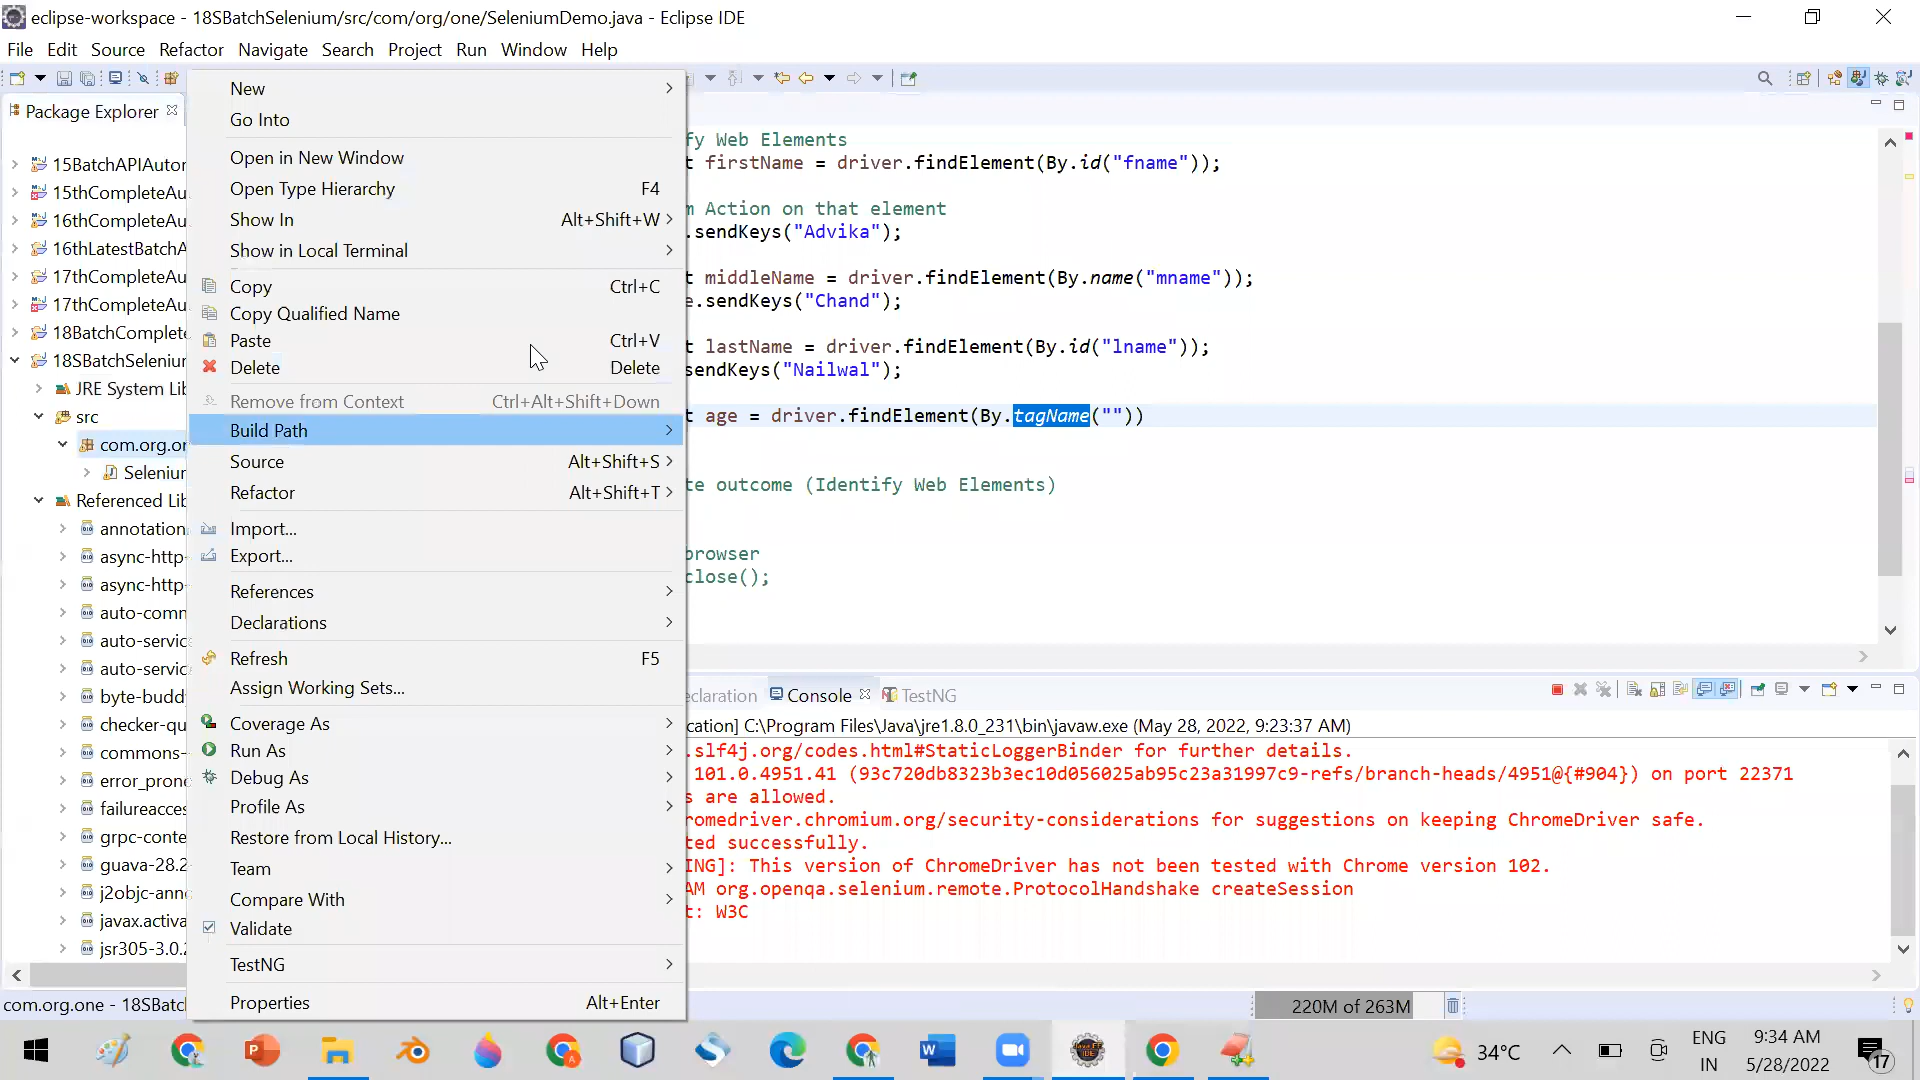 eclipse-workspace - 18SBatchSelenium/src/com/org/one/SeleniumDemo.java - Eclipse IDE
File Edit Source Refactor Navigate Search Project Run Window Help
Package Explorer
15BatchAPIAutor
15thCompleteAu
16thCompleteAu
16thLatestBatchA
17thCompleteAu
17thCompleteAu
18BatchComplete
18SBatchSeleniur
JRE System Lib
src
com.org.or
Seleniur
Referenced Lib
annotation
async-http-
async-http-
auto-comn
auto-servic
auto-servic
byte-budd
checker-qu
commons-
error_prone
failureacces
grpc-conte
guava-28.2
j2objc-anno
javax.activa
jsr305-3.0.2
New
Go Into
Open in New Window
Open Type Hierarchy F4
Show In Alt+Shift+W
Show in Local Terminal
Copy Ctrl+C
Copy Qualified Name
Paste Ctrl+V
Delete Delete
Remove from Context Ctrl+Alt+Shift+Down
Build Path
Source Alt+Shift+S
Refactor Alt+Shift+T
Import...
Export...
References
Declarations
Refresh F5
Assign Working Sets...
Coverage As
Run As
Debug As
Profile As
Restore from Local History...
Team
Compare With
Validate
TestNG
Properties Alt+Enter
fy Web Elements
t firstName = driver.findElement(By.id("fname"));
m Action on that element
.sendKeys("Advika");
t middleName = driver.findElement(By.name("mname"));
e.sendKeys("Chand");
t lastName = driver.findElement(By.id("lname"));
sendKeys("Nailwal");
t age = driver.findElement(By.tagName(""))
te outcome (Identify Web Elements)
browser
close();
eclaration Console TestNG
cation] C:\Program Files\Java\jre1.8.0_231\bin\javaw.exe (May 28, 2022, 9:23:37 AM)
.slf4j.org/codes.html#StaticLoggerBinder for further details.
101.0.4951.41 (93c720db8323b3ec10d056025ab95c23a31997c9-refs/branch-heads/4951@{#904}) on port 22371
s are allowed.
romedriver.chromium.org/security-considerations for suggestions on keeping ChromeDriver safe.
ted successfully.
ING]: This version of ChromeDriver has not been tested with Chrome version 102.
AM org.openqa.selenium.remote.ProtocolHandshake createSession
t: W3C
com.org.one - 18SBatc
220M of 263M
34°C
ENG
IN
9:34 AM
5/28/2022
17